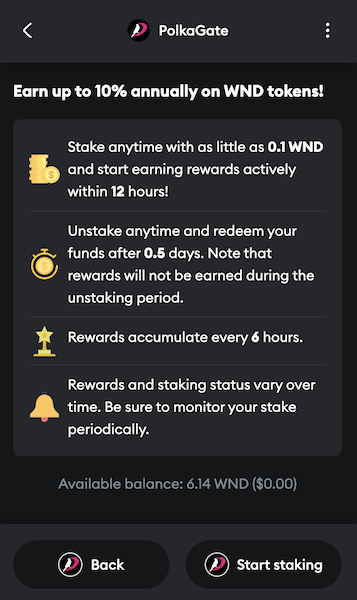 PolkaGate
Earn up to 10% annually on WND tokens!
Stake anytime with as little as 0.1 WND
and start earning rewards actively
within 12 hours!
Unstake anytime and redeem your
funds after 0.5 days. Note that
rewards will not be earned during the
unstaking period.
Rewards accumulate every 6 hours.
Rewards and staking status vary over
time. Be sure to monitor your stake
periodically.
Available balance: 6.14 WND ($0.00)
Back
Start staking